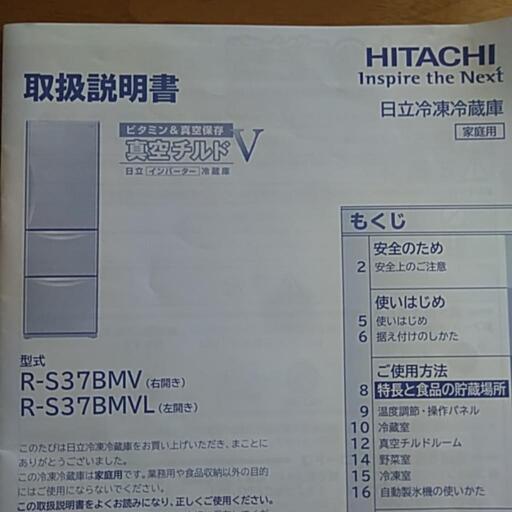 取扱説明書
HITACHI
Inspire the Next
日立冷凍冷蔵庫
家庭用
ビタミン&真空保存
真空チルドV
日立 インバーター 冷蔵庫
型式
R-S37BMV(右開き)
R-S37BMVL(左開き)
このたびは日立冷凍冷蔵庫をお買い上げいただき、まことに
ありがとうございました。
この冷凍冷蔵庫は家庭用です。業務用や食品収納以外の目的
にはご使用にならないでください。
この取扱説明書をよくお読みになり、正しくご使用ください。
もくじ
安全のため
2 安全上のご注意
使いはじめ
5 使いはじめ
6 据え付けのしかた
ご使用方法
8 特長と食品の貯蔵場所
9 温度調節・操作パネル
10 冷蔵室
12 真空チルドルーム
14 野菜室
15 冷凍室
16 自動製氷機の使いかた